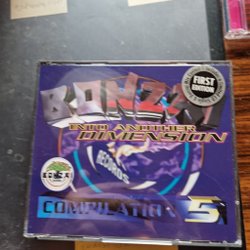 BONZAI
FIRST
EDITION
INTO ANOTHER
DIMENSION
RECORDS
COMPILATION 5